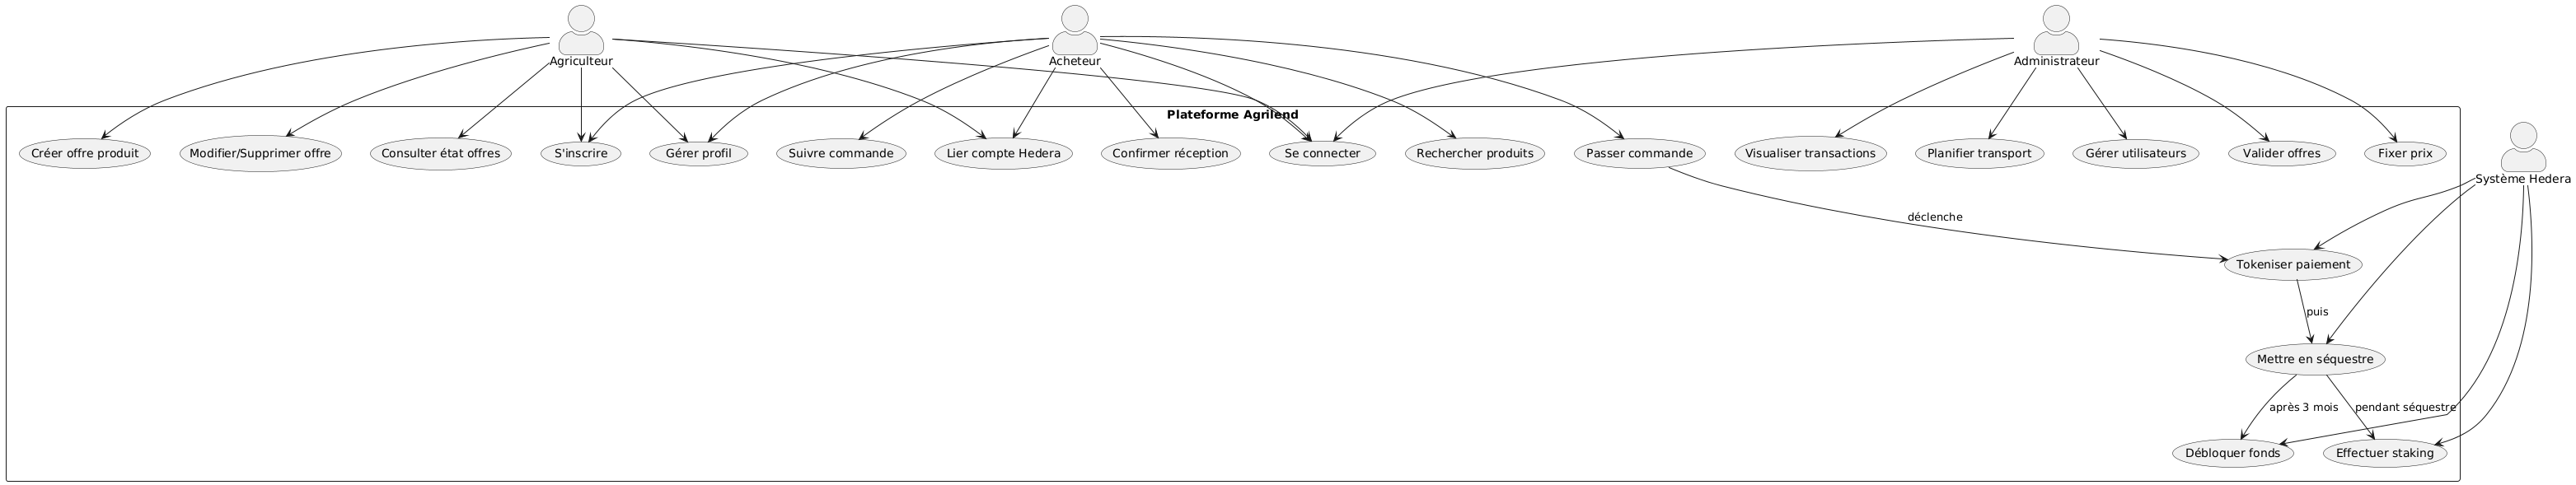 Agriculteur
Acheteur
Administrateur
Plateforme Agrilend
Créer offre produit
Modifier/Supprimer offre
Consulter état offres
S'inscrire
Gérer profil
Suivre commande
Lier compte Hedera
Confirmer réception
Se connecter
Rechercher produits
Passer commande
Visualiser transactions
Planifier transport
Gérer utilisateurs
Valider offres
Fixer prix
Système Hedera
déclenche
Tokeniser paiement
puis
Mettre en séquestre
après 3 mois
pendant séquestre
Débloquer fonds
Effectuer staking